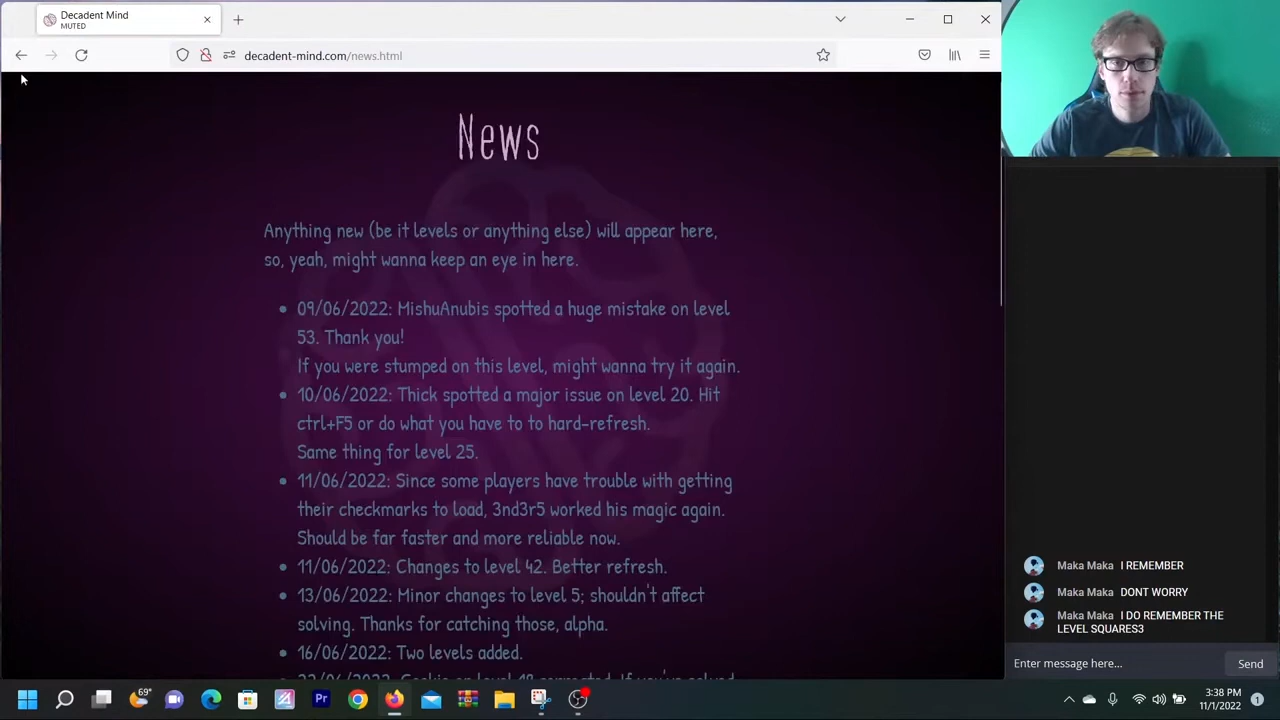 Decadent Mind
MUTED
decadent-mind.com/news.html
News
Anything new (be it levels or anything else) will appear here,
so, yeah, might wanna keep an eye in here.
• 09/06/2022: MishuAnubis spotted a huge mistake on level
53. Thank you!
If you were stumped on this level, might wanna try it again.
• 10/06/2022: Thick spotted a major issue on level 20. Hit
ctrl+F5 or do what you have to to hard-refresh.
Same thing for level 25.
• 11/06/2022: Since some players have trouble with getting
their checkmarks to load, 3nd3r5 worked his magic again.
Should be far faster and more reliable now.
• 11/06/2022: Changes to level 42. Better refresh.
• 13/06/2022: Minor changes to level 5; shouldn't affect
solving. Thanks for catching those, alpha.
• 16/06/2022: Two levels added.
Maka Maka I REMEMBER
Maka Maka DONT WORRY
Maka Maka I DO REMEMBER THE
LEVEL SQUARES3
Enter message here...
Send
69°
Pr
3:38 PM
11/1/2022
1